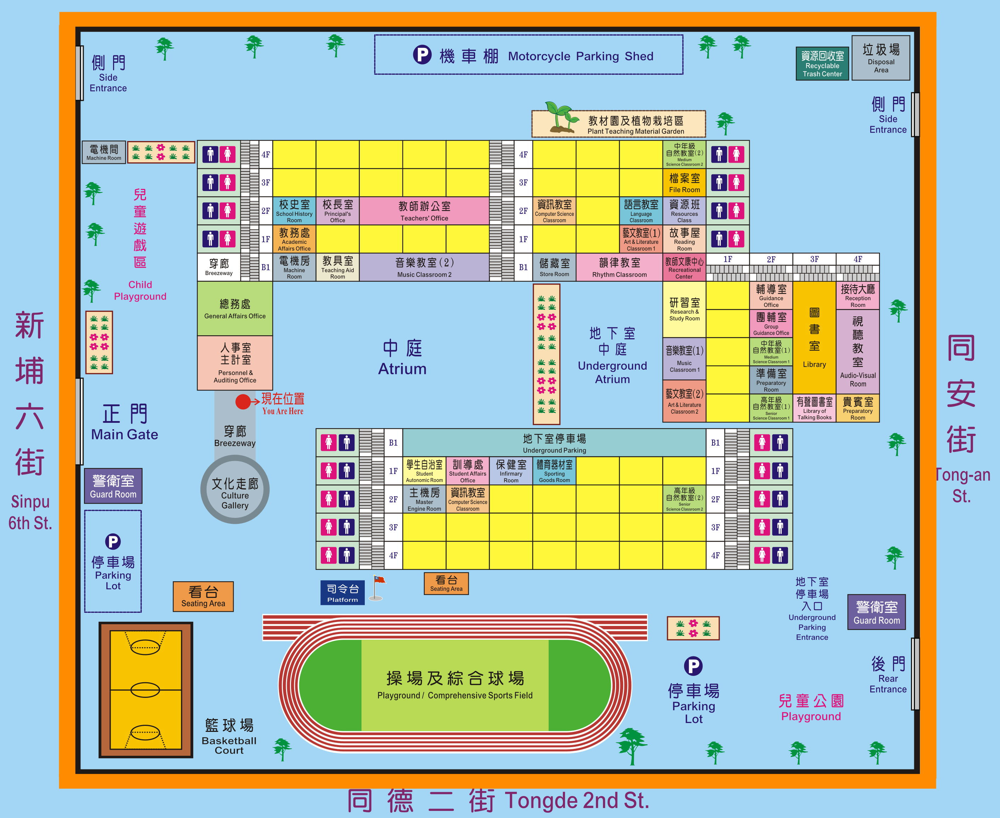 側門
Side
Entrance
P 機車棚 Motorcycle Parking Shed
資源回收室
Recyclable
Trash Center
垃圾場
Disposal
Area
側門
Side
Entrance
教材園及植物栽培區
Plant Teaching Material Garden
電機間
Machine Room
兒童遊戲區
Child
Playground
4F
4F
中年級
自然教室(2)
Medium
Science Classroom 2
3F
3F
檔案室
File Room
2F
校史室
School History
Room
校長室
Principal's
Office
教師辦公室
Teachers' Office
2F
資訊教室
Computer Science
Classroom
語言教室
Language
Classroom
資源班
Resources
Class
1F
教務處
Academic
Affairs Office
1F
藝文教室(1)
Art & Literature
Classroom 1
故事屋
Reading
Room
穿廊
Breezeway
B1
電機房
Machine
Room
教具室
Teaching Aid
Room
音樂教室(2)
Music Classroom 2
B1
儲藏室
Store Room
韻律教室
Rhythm Classroom
教師文康中心
Recreational
Center
1F
2F
3F
4F
總務處
General Affairs Office
人事室
主計室
Personnel &
Auditing Office
中庭
Atrium
地下室
中庭
Underground
Atrium
研習室
Research &
Study Room
音樂教室(1)
Music
Classroom 1
藝文教室(2)
Art & Literature
Classroom 2
輔導室
Guidance
Office
團輔室
Group
Guidance Office
中年級
自然教室(1)
Medium
Science Classroom 1
準備室
Preparatory
Room
高年級
自然教室(1)
Senior
Science Classroom 1
圖書室
Library
有聲圖書室
Library of
Talking Books
接待大廳
Reception
Room
視聽教室
Audio-Visual
Room
貴賓室
Preparatory
Room
新埔六街
Sinpu
6th St.
同安街
Tong-an
St.
正門
Main Gate
現在位置
You Are Here
穿廊
Breezeway
文化走廊
Culture
Gallery
警衛室
Guard Room
P
停車場
Parking
Lot
B1
地下室停車場
Underground Parking
B1
1F
學生自治室
Student
Autonomic Room
訓導處
Student Affairs
Office
保健室
Infirmary
Room
體育器材室
Sporting
Goods Room
1F
2F
主機房
Master
Engine Room
資訊教室
Computer Science
Classroom
高年級
自然教室(2)
Senior
Science Classroom 2
2F
3F
3F
4F
4F
看台
Seating Area
司令台
Platform
看台
Seating Area
地下室
停車場
入口
Underground
Parking
Entrance
警衛室
Guard Room
操場及綜合球場
Playground / Comprehensive Sports Field
籃球場
Basketball
Court
P
停車場
Parking
Lot
兒童公園
Playground
後門
Rear
Entrance
同德二街 Tongde 2nd St.